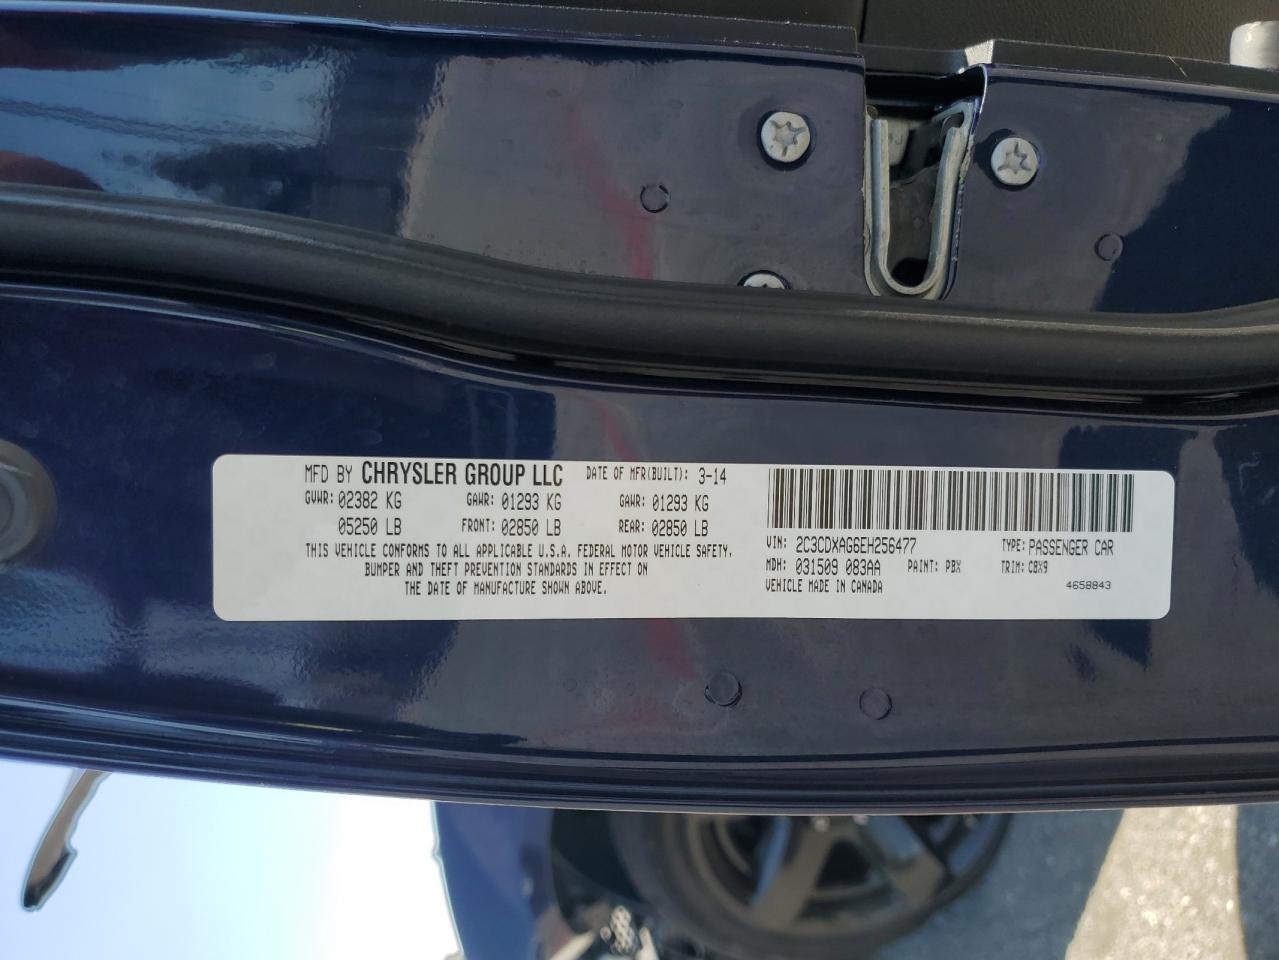 MFD BY CHRYSLER GROUP LLC DATE OF MFR(BUILT): 3-14
GVWR: 02382 KG GAWR: 01293 KG GAWR: 01293 KG
05250 LB FRONT: 02850 LB REAR: 02850 LB
THIS VEHICLE CONFORMS TO ALL APPLICABLE U.S.A. FEDERAL MOTOR VEHICLE SAFETY,
BUMPER AND THEFT PREVENTION STANDARDS IN EFFECT ON
THE DATE OF MANUFACTURE SHOWN ABOVE.
VIN: 2C3CDXAG6EH256477 TYPE: PASSENGER CAR
MDH: 031509 083AA PAINT: PBX TRIM: CBX9
VEHICLE MADE IN CANADA 4658843